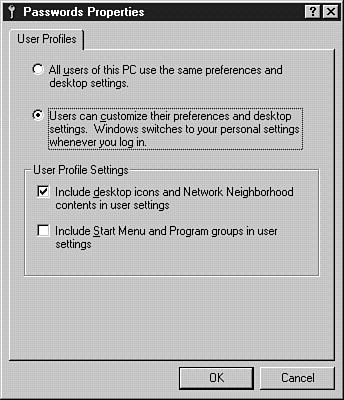 Passwords Properties
User Profiles
All users of this PC use the same preferences and
desktop settings.
Users can customize their preferences and desktop
settings. Windows switches to your personal settings
whenever you log in.
User Profile Settings
Include desktop icons and Network Neighborhood
contents in user settings
Include Start Menu and Program groups in user
settings
OK
Cancel